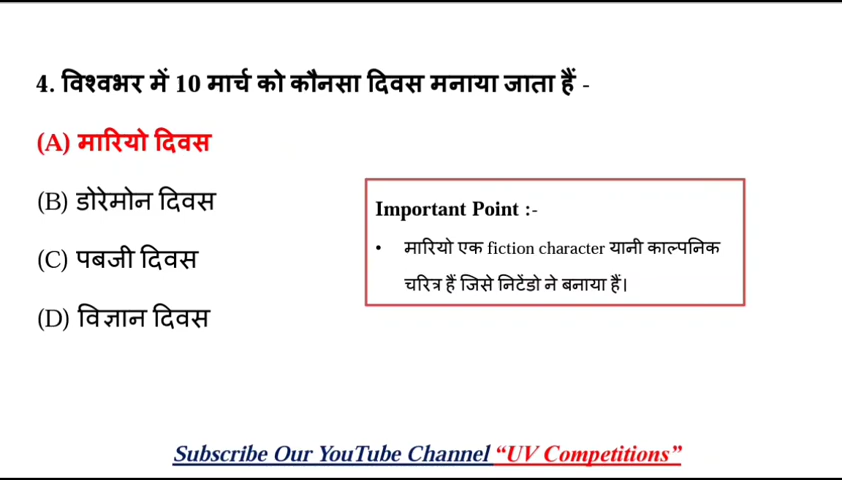 4. विश्वभर में 10 मार्च को कौनसा दिवस मनाया जाता हैं -
(A) मारियो दिवस
(B) डोरेमोन दिवस
(C) पबजी दिवस
(D) विज्ञान दिवस
Important Point :-
• मारियो एक fiction character यानी काल्पनिक
चरित्र हैं जिसे निटेंडो ने बनाया हैं।
Subscribe Our YouTube Channel “UV Competitions”